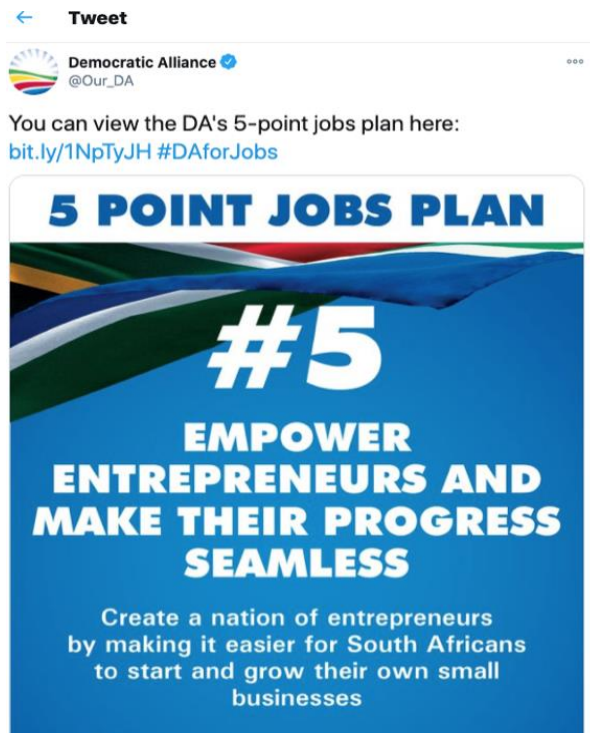 Tweet
Democratic Alliance
@Our_DA
You can view the DA's 5-point jobs plan here:
bit.ly/1NpTyJH #DAforJobs
5 POINT JOBS PLAN
#5
EMPOWER
ENTREPRENEURS AND
MAKE THEIR PROGRESS
SEAMLESS
Create a nation of entrepreneurs
by making it easier for South Africans
to start and grow their own small
businesses